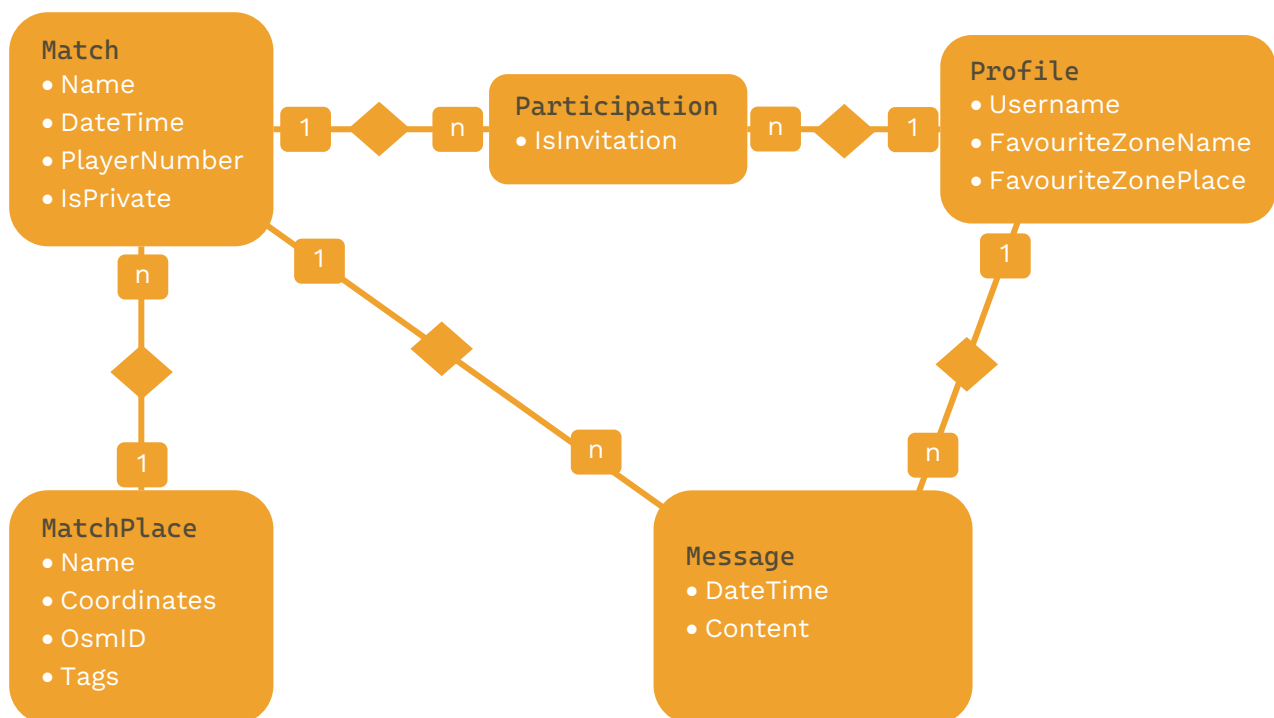 Match
• Name
• DateTime
• PlayerNumber
• IsPrivate
1
n
Participation
• IsInvitation
n
1
Profile
• Username
• FavouriteZoneName
• FavouriteZonePlace
n
1
1
n
1
n
MatchPlace
• Name
• Coordinates
• OsmID
• Tags
Message
• DateTime
• Content